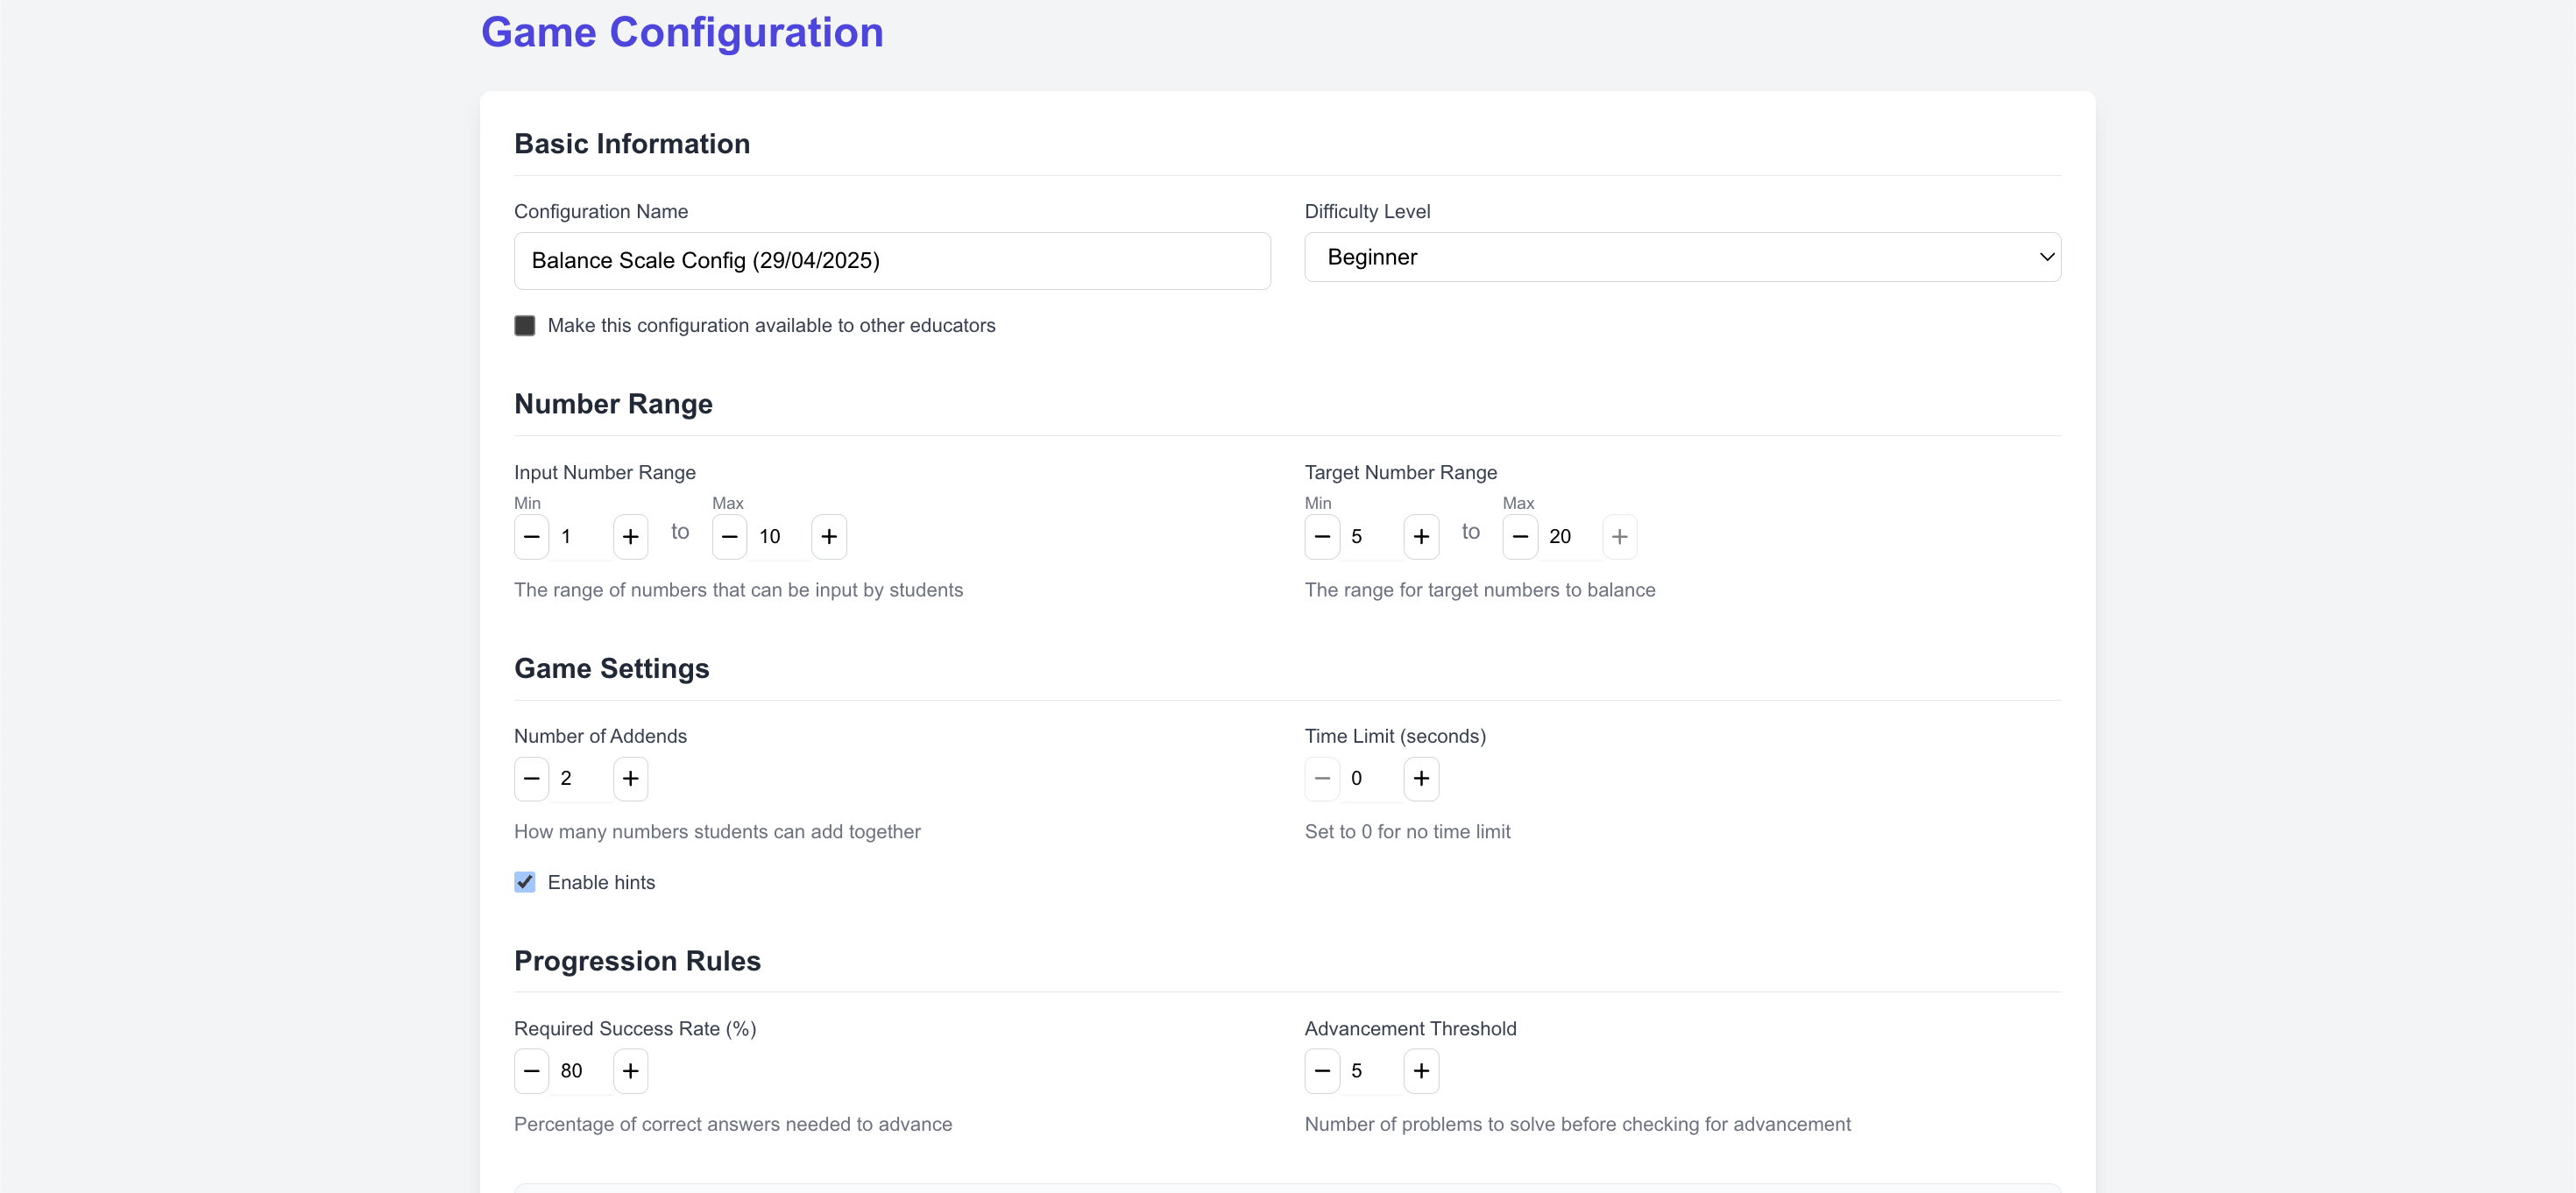 Game Configuration
Basic Information
Configuration Name
Balance Scale Config (29/04/2025)
Difficulty Level
Beginner
Make this configuration available to other educators
Number Range
Input Number Range
Min
1
to
Max
10
The range of numbers that can be input by students
Target Number Range
Min
5
to
Max
20
The range for target numbers to balance
Game Settings
Number of Addends
2
How many numbers students can add together
Time Limit (seconds)
0
Set to 0 for no time limit
Enable hints
Progression Rules
Required Success Rate (%)
80
Percentage of correct answers needed to advance
Advancement Threshold
5
Number of problems to solve before checking for advancement